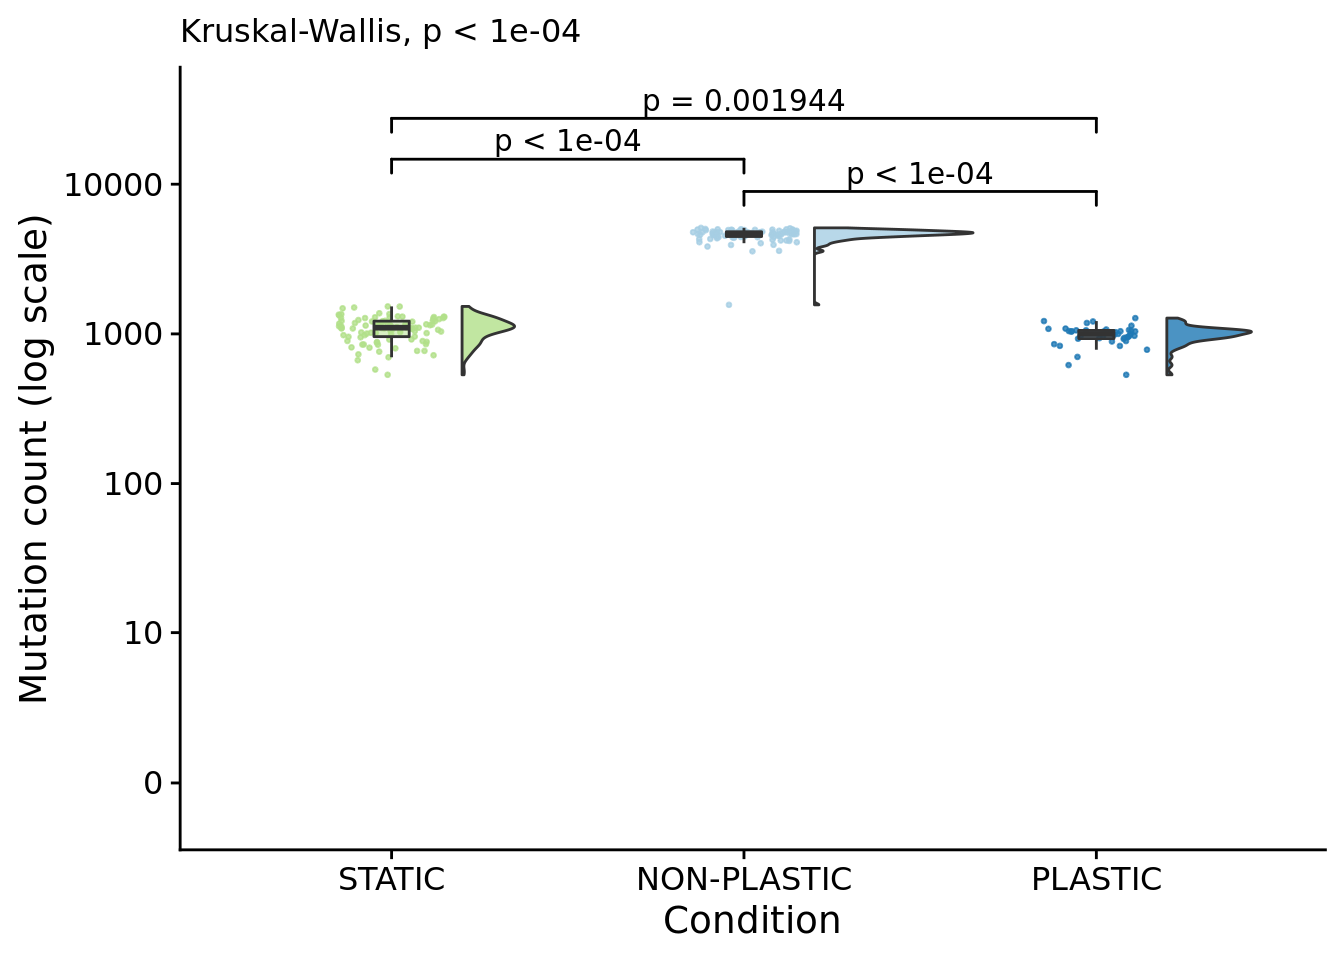 Kruskal-Wallis, p < 1e-04
p = 0.001944
p < 1e-04
p < 1e-04
Mutation count (log scale)
10000
1000
100
10
0
STATIC
NON-PLASTIC
PLASTIC
Condition